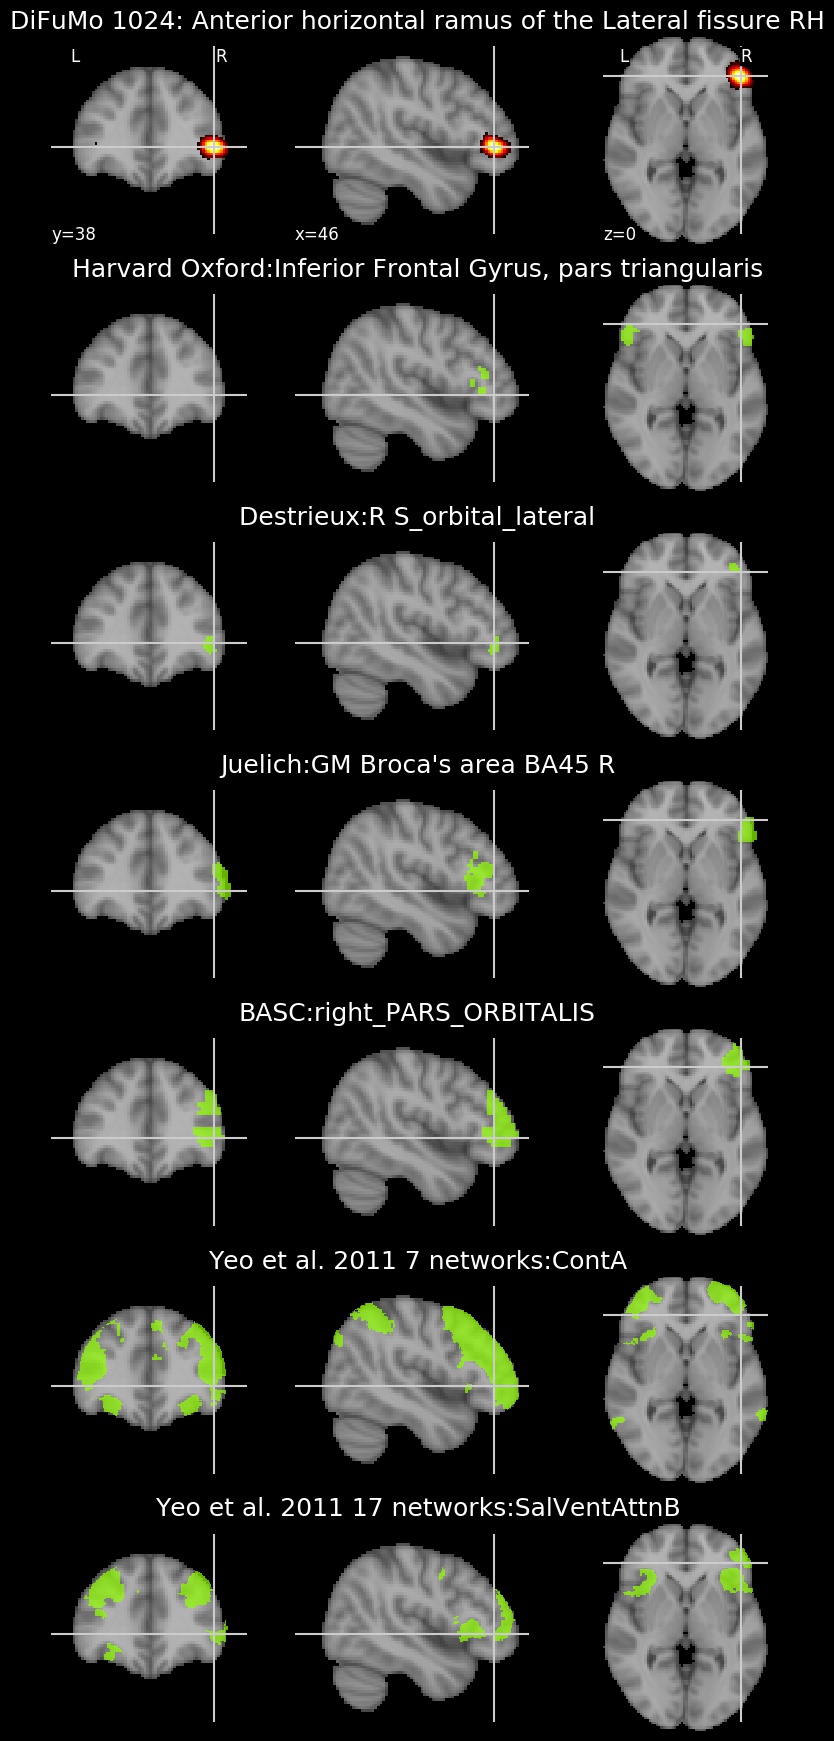 DiFuMo 1024: Anterior horizontal ramus of the Lateral fissure RH
L R L R
y=38 x=46 z=0
Harvard Oxford:Inferior Frontal Gyrus, pars triangularis
Destrieux:R S_orbital_lateral
Juelich:GM Broca's area BA45 R
BASC:right_PARS_ORBITALIS
Yeo et al. 2011 7 networks:ContA
Yeo et al. 2011 17 networks:SalVentAttnB